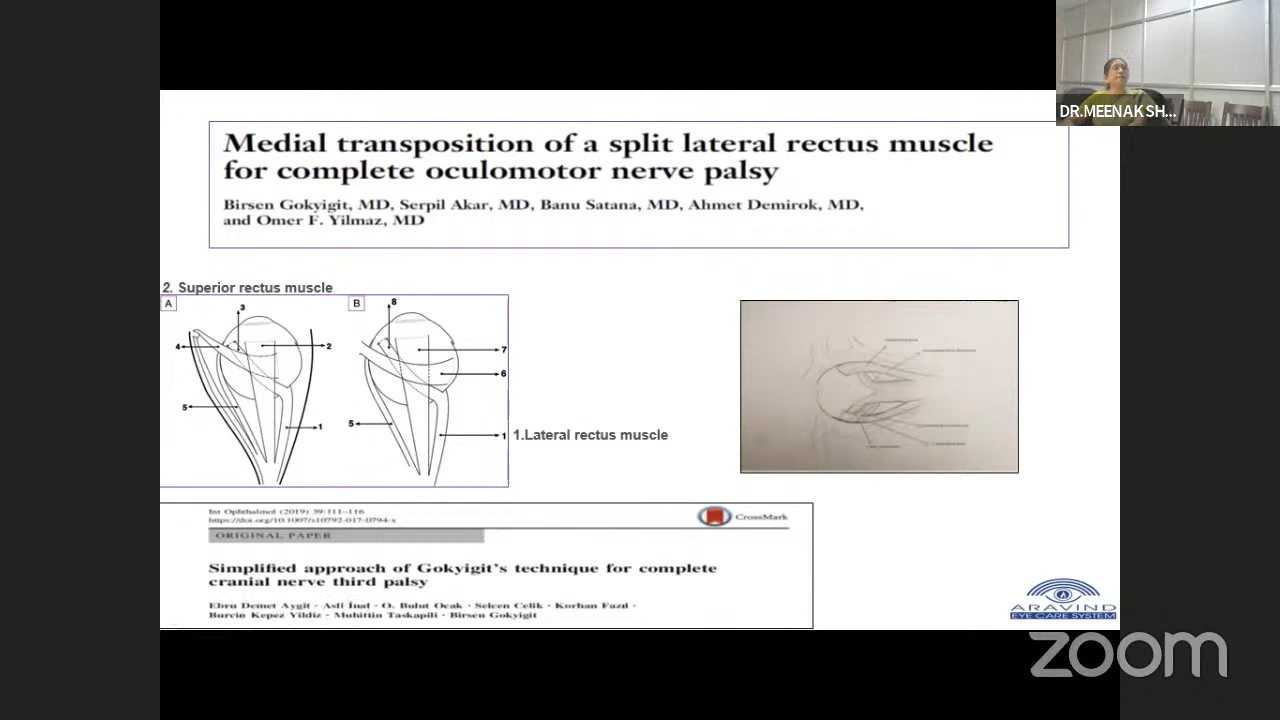 DR.MEENAKSH...
Medial transposition of a split lateral rectus muscle
for complete oculomotor nerve palsy
Birsen Gokyigit, MD, Serpil Akar, MD, Banu Satana, MD, Ahmet Demirok, MD,
and Omer F. Yilmaz, MD
2. Superior rectus muscle
A
3
4
2
5
1
B
8
7
6
5
1
1.Lateral rectus muscle
Int Ophthalmol (2019) 39:111–116
https://doi.org/10.1007/s10792-017-0794-x
CrossMark
ORIGINAL PAPER
Simplified approach of Gokyigit's technique for complete
cranial nerve third palsy
Ebru Demet Aygit · Asli İnal · O. Bulut Ocak · Selcen Celik · Korhan Fazıl ·
Burcin Kepez Yildiz · Muhittin Taskapili · Birsen Gokyigit
ARAVIND
EYE CARE SYSTEM
zoom